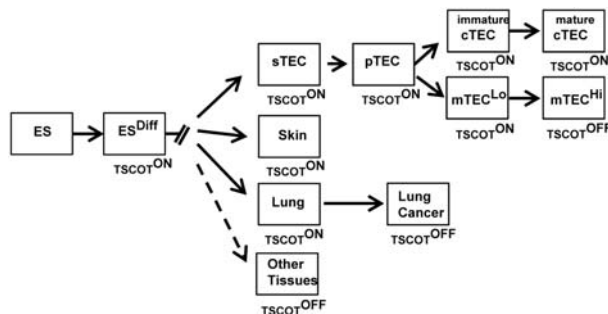 immature
cTEC
TSCOT ON
mature
cTEC
TSCOT ON
sTEC
TSCOT ON
pTEC
TSCOT ON
mTEC Lo
TSCOT ON
mTEC Hi
TSCOT OFF
ES
ES Diff
TSCOT ON
Skin
TSCOT ON
Lung
TSCOT ON
Lung
Cancer
TSCOT OFF
Other
Tissues
TSCOT OFF